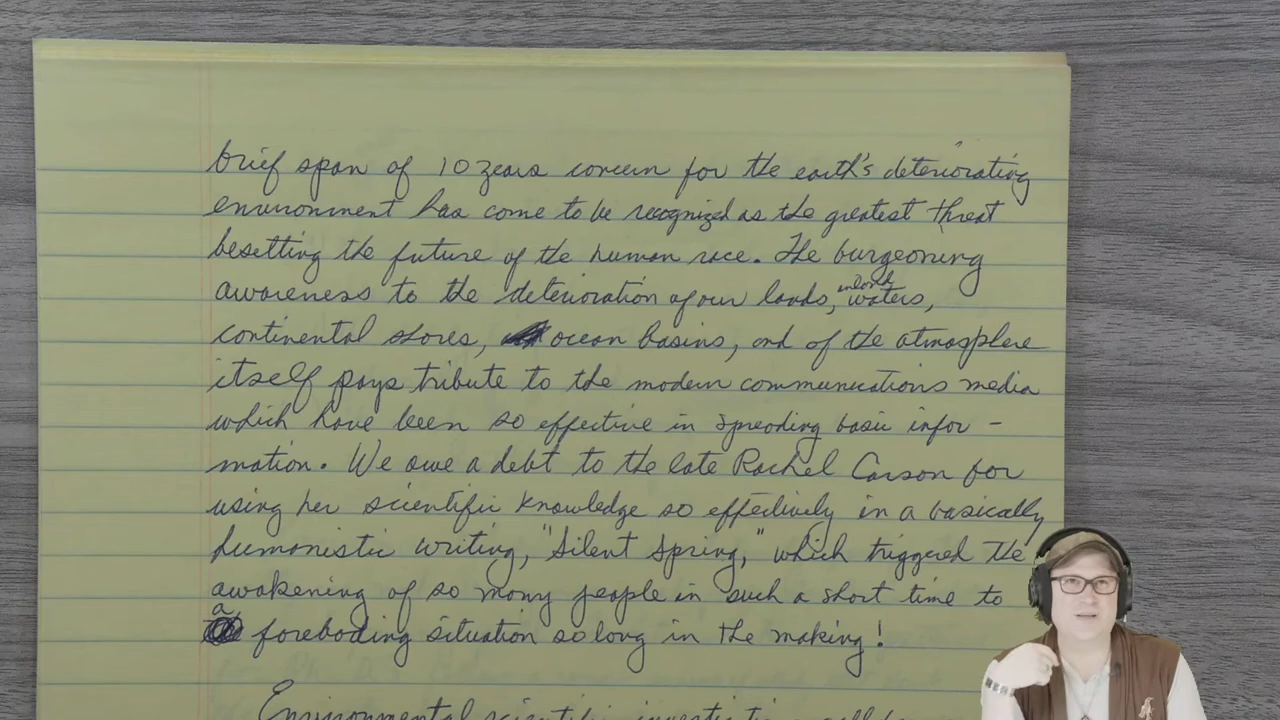 brief span of 10 years concern for the earth's deteriorating
environment has come to be recognized as the greatest threat
besetting the future of the human race. The burgeoning
awareness to the deterioration of our lands, inland waters,
continental stores, ocean basins, and of the atmosphere
itself pays tribute to the modern communications media
which have been so effective in spreading basic infor-
mation. We owe a debt to the late Rachel Carson for
using her scientific knowledge so effectively in a basically
humanistic writing, "Silent Spring," which triggered the
awakening of so many people in such a short time to
a foreboding situation so long in the making!
Environmental scientific